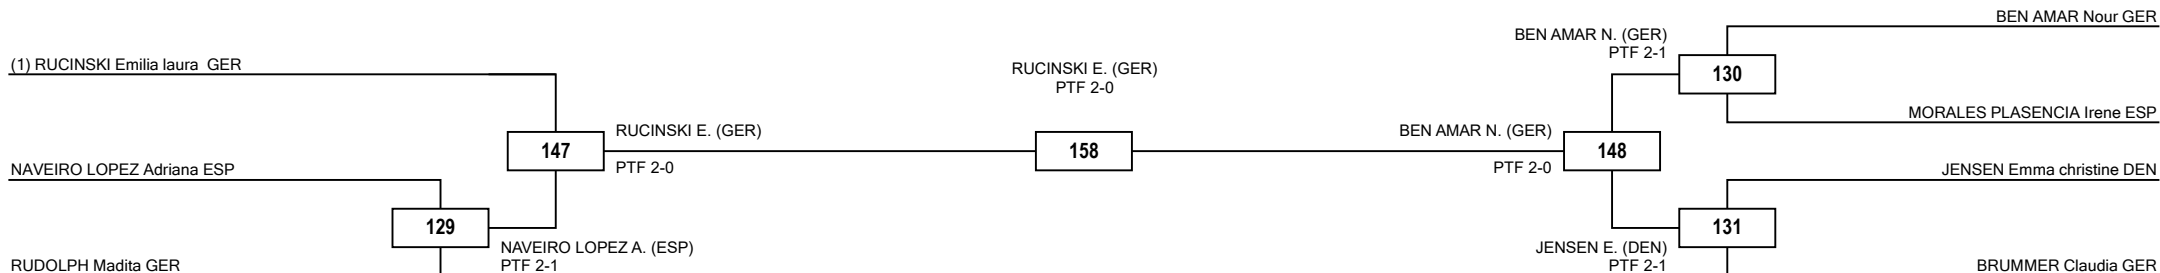 BEN AMAR Nour GER
BEN AMAR N. (GER)
PTF 2-1
(1) RUCINSKI Emilia laura  GER
RUCINSKI E. (GER)
PTF 2-0
130
MORALES PLASENCIA Irene ESP
RUCINSKI E. (GER)
BEN AMAR N. (GER)
147
158
148
PTF 2-0
PTF 2-0
NAVEIRO LOPEZ Adriana ESP
JENSEN Emma christine DEN
129
131
NAVEIRO LOPEZ A. (ESP)
PTF 2-1
JENSEN E. (DEN)
PTF 2-1
RUDOLPH Madita GER
BRUMMER Claudia GER